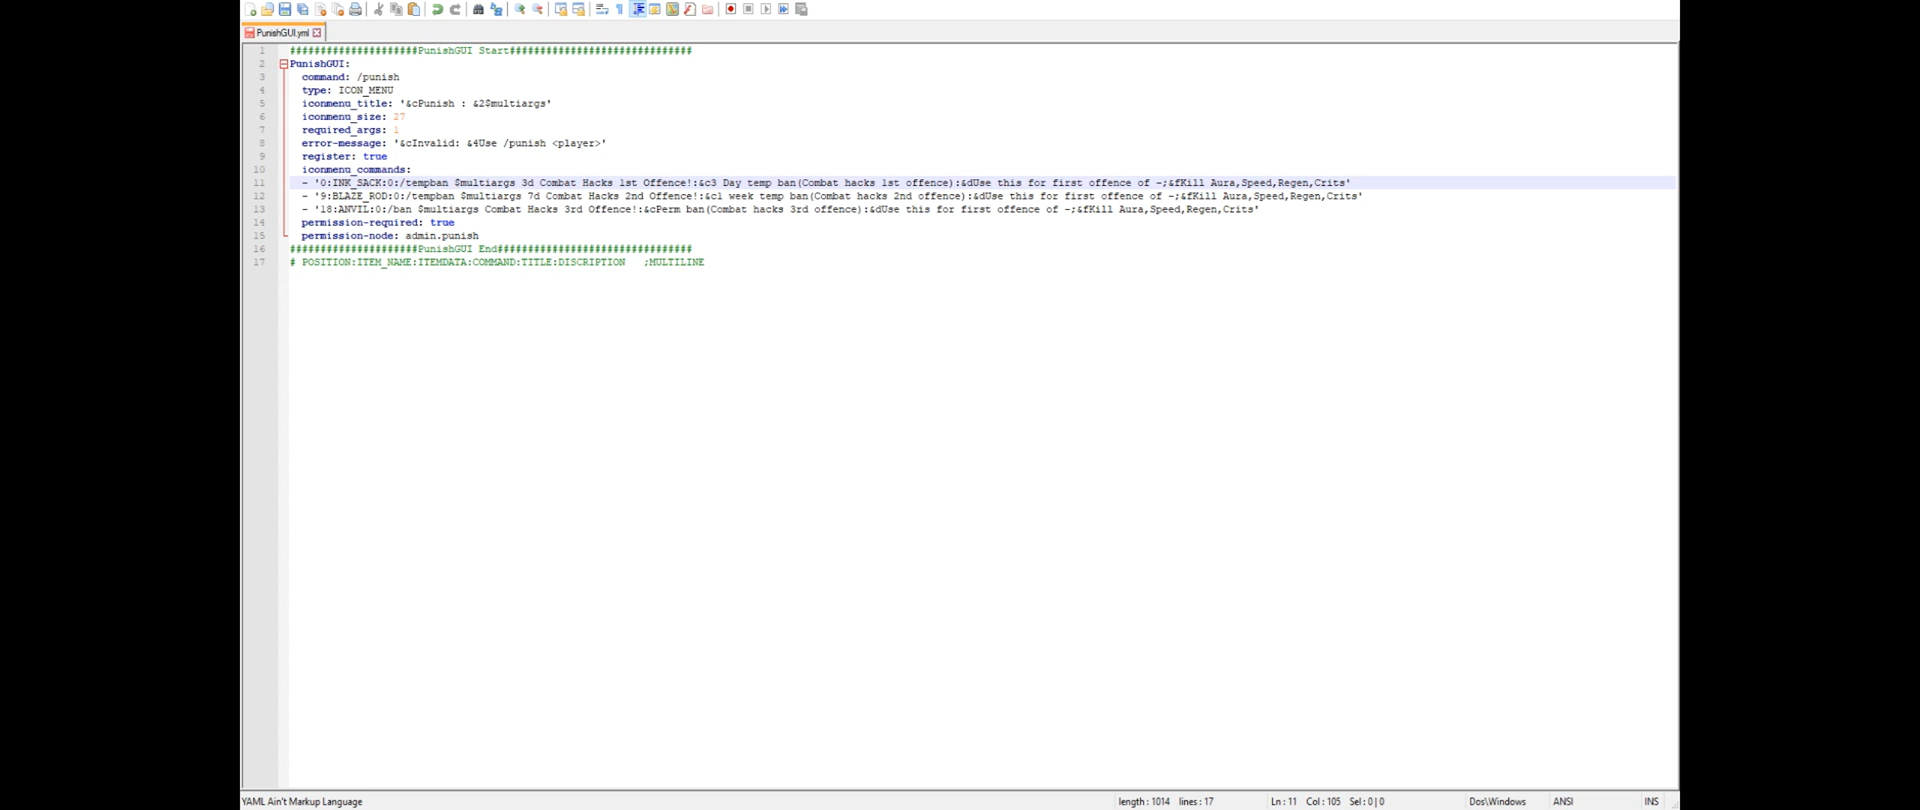 PunishGUI.yml
1 #####################PunishGUI Start##############################
2 PunishGUI:
3 command: /punish
4 type: ICON_MENU
5 iconmenu_title: '&cPunish : &2$multiargs'
6 iconmenu_size: 27
7 required_args: 1
8 error-message: '&cInvalid: &4Use /punish <player>'
9 register: true
10 iconmenu_commands:
11 - '0:INK_SACK:0:/tempban $multiargs 3d Combat Hacks 1st Offence!:&c3 Day temp ban(Combat hacks 1st offence):&dUse this for first offence of -;&fKill Aura,Speed,Regen,Crits'
12 - '9:BLAZE_ROD:0:/tempban $multiargs 7d Combat Hacks 2nd Offence!:&c1 week temp ban(Combat hacks 2nd offence):&dUse this for first offence of -;&fKill Aura,Speed,Regen,Crits'
13 - '18:ANVIL:0:/ban $multiargs Combat Hacks 3rd Offence!:&cPerm ban(Combat hacks 3rd offence):&dUse this for first offence of -;&fKill Aura,Speed,Regen,Crits'
14 permission-required: true
15 permission-node: admin.punish
16 #####################PunishGUI End################################
17 # POSITION:ITEM_NAME:ITEMDATA:COMMAND:TITLE:DISCRIPTION ;MULTILINE
YAML Ain't Markup Language length : 1014 lines : 17 Ln : 11 Col : 105 Sel : 0 | 0 Dos\Windows ANSI INS